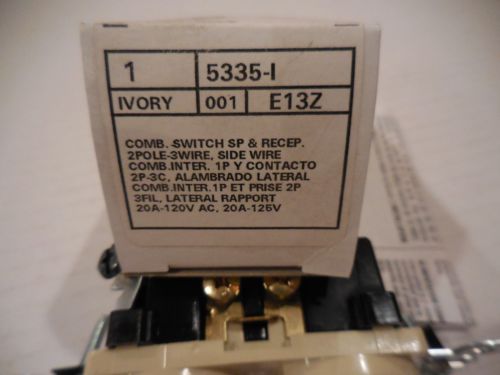 1 5335-I
IVORY 001 E13Z
COMB. SWITCH SP & RECEP.
2POLE-3WIRE, SIDE WIRE
COMB.INTER. 1P Y CONTACTO
2P-3C, ALAMBRADO LATERAL
COMB.INTER.1P ET PRISE 2P
3FIL, LATERAL RAPPORT
20A-120V AC, 20A-125V